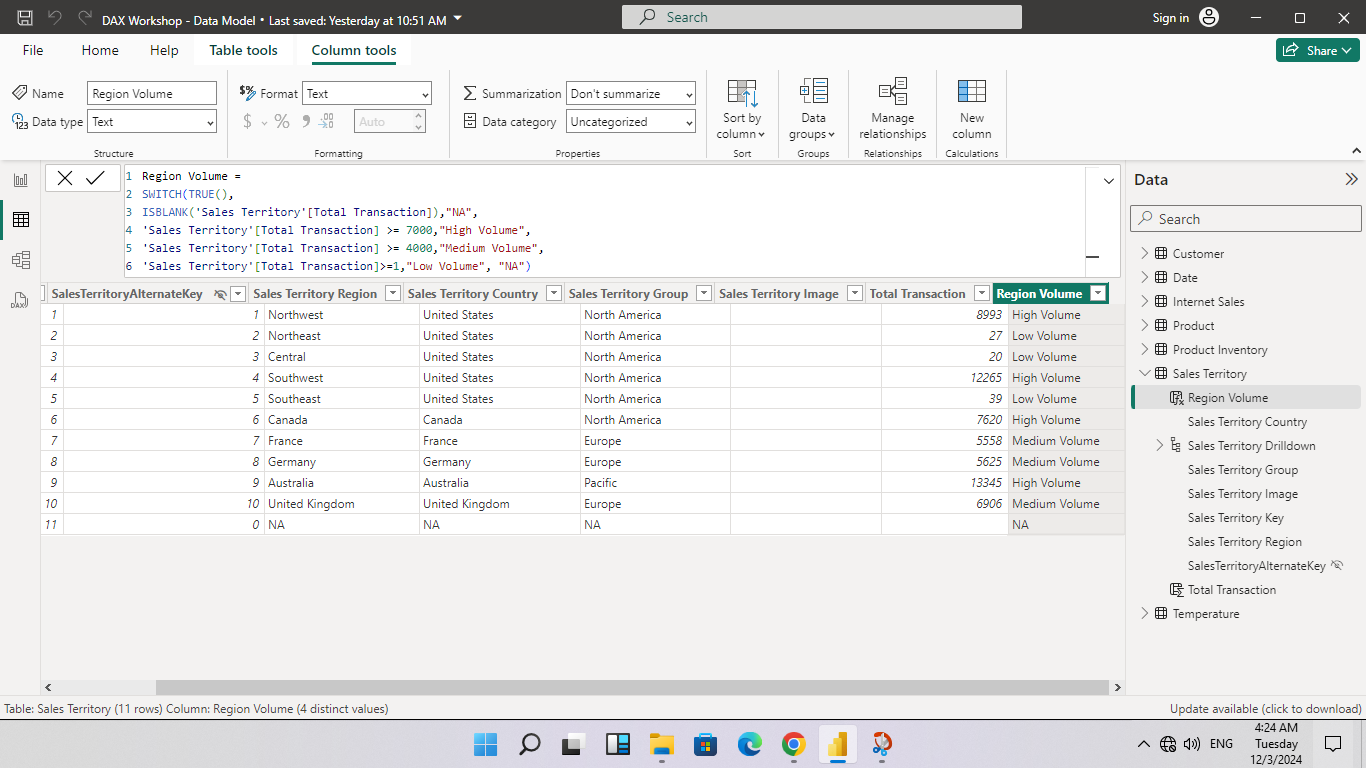 DAX Workshop - Data Model • Last saved: Yesterday at 10:51 AM
Search
Sign in
File Home Help Table tools Column tools
Share
Name Region Volume
Data type Text
Structure
$% Format Text
$ % 9 .00
Auto
Formatting
Summarization Don't summarize
Data category Uncategorized
Properties
Sort by
column
Sort
Data
groups
Groups
Manage
relationships
Relationships
New
column
Calculations
1 Region Volume =
2 SWITCH(TRUE(),
3 ISBLANK('Sales Territory'[Total Transaction]),"NA",
4 'Sales Territory'[Total Transaction] >= 7000,"High Volume",
5 'Sales Territory'[Total Transaction] >= 4000,"Medium Volume",
6 'Sales Territory'[Total Transaction]>=1,"Low Volume", "NA")
SalesTerritoryAlternateKey Sales Territory Region Sales Territory Country Sales Territory Group Sales Territory Image Total Transaction Region Volume
1 1 Northwest United States North America 8993 High Volume
2 2 Northeast United States North America 27 Low Volume
3 3 Central United States North America 20 Low Volume
4 4 Southwest United States North America 12265 High Volume
5 5 Southeast United States North America 39 Low Volume
6 6 Canada Canada North America 7620 High Volume
7 7 France France Europe 5558 Medium Volume
8 8 Germany Germany Europe 5625 Medium Volume
9 9 Australia Australia Pacific 13345 High Volume
10 10 United Kingdom United Kingdom Europe 6906 Medium Volume
11 0 NA NA NA NA
Data
Search
Customer
Date
Internet Sales
Product
Product Inventory
Sales Territory
Region Volume
Sales Territory Country
Sales Territory Drilldown
Sales Territory Group
Sales Territory Image
Sales Territory Key
Sales Territory Region
SalesTerritoryAlternateKey
Total Transaction
Temperature
Table: Sales Territory (11 rows) Column: Region Volume (4 distinct values)
Update available (click to download)
ENG
4:24 AM
Tuesday
12/3/2024